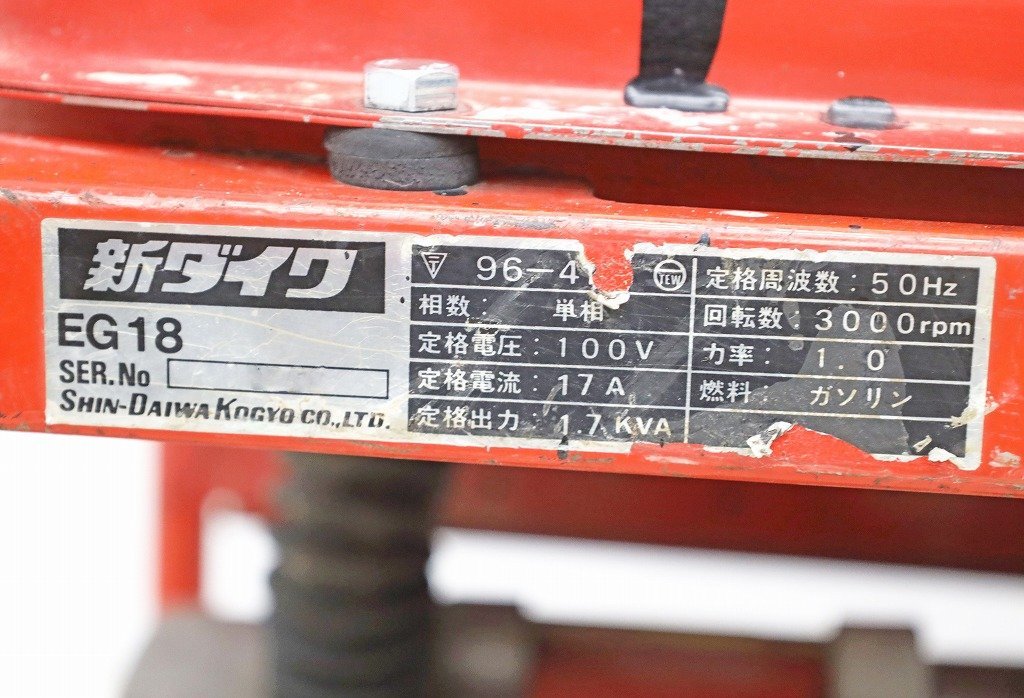 新ダイワ
EG18
SER.No
SHIN-DAIWA KOGYO CO.,LTD.
▽T 96-4
TEW
相数: 単相
定格電圧: 100V
定格電流: 17A
定格出力: 1.7KVA
定格周波数: 50Hz
回転数: 3000rpm
力率: 1.0
燃料: ガソリン